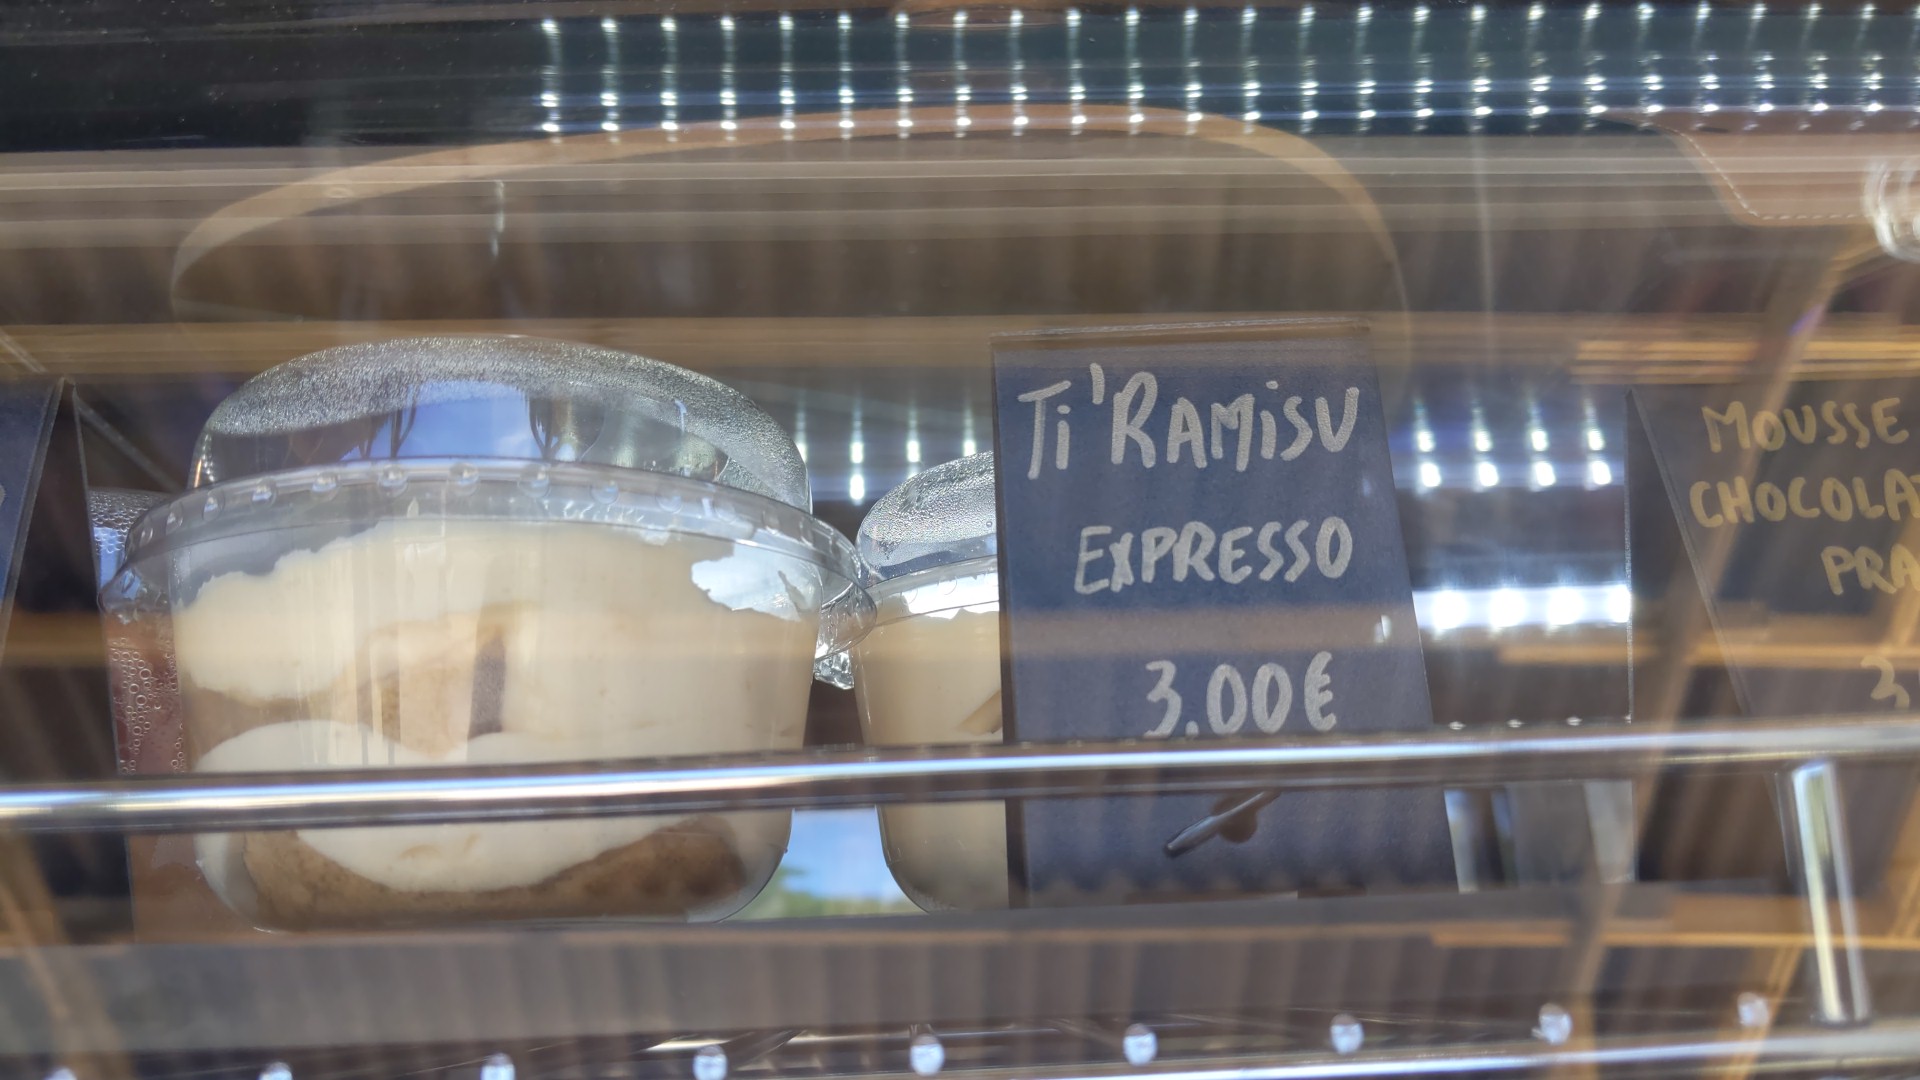 Ti'RAMiSU
EXPRESSO
3.00€
MOUSSE